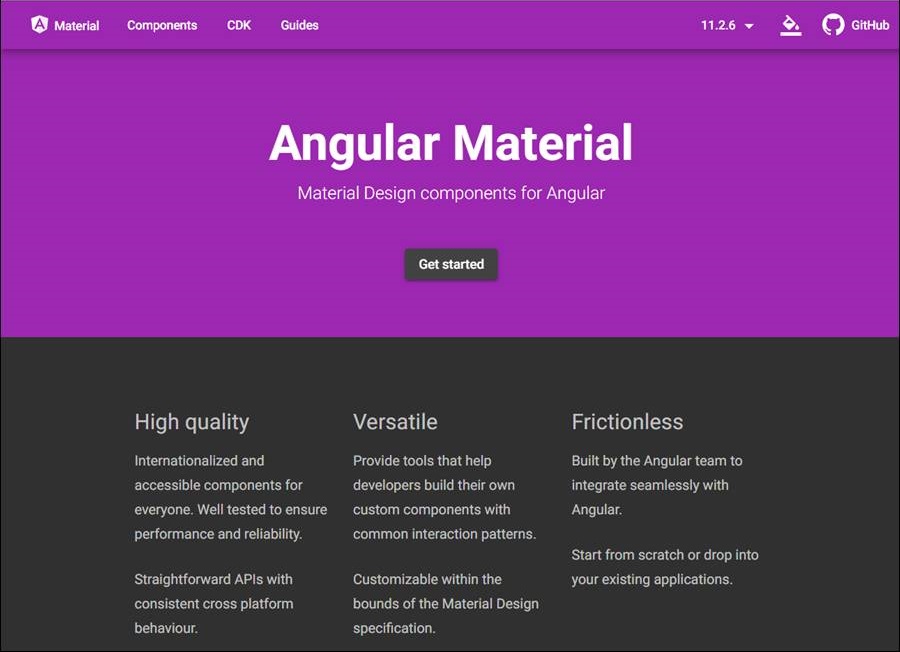 Material Components CDK Guides 11.2.6 GitHub
Angular Material
Material Design components for Angular
Get started
High quality
Internationalized and
accessible components for
everyone. Well tested to ensure
performance and reliability.
Straightforward APIs with
consistent cross platform
behaviour.
Versatile
Provide tools that help
developers build their own
custom components with
common interaction patterns.
Customizable within the
bounds of the Material Design
specification.
Frictionless
Built by the Angular team to
integrate seamlessly with
Angular.
Start from scratch or drop into
your existing applications.